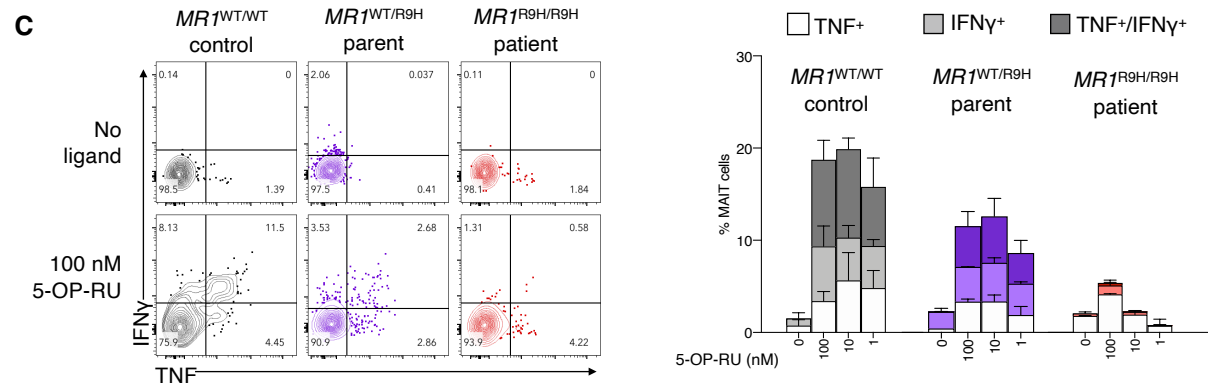 C
MR1WT/WT
control
MR1WT/R9H
parent
MR1R9H/R9H
patient
No
ligand
0.14 0
98.5 1.39
2.06 0.037
97.5 0.41
0.11 0
98.1 1.84
100 nM
5-OP-RU
8.13 11.5
75.9 4.45
3.53 2.68
90.9 2.86
1.31 0.58
93.9 4.22
IFNγ
TNF
TNF+ IFNγ+ TNF+/IFNγ+
MR1WT/WT
control
MR1WT/R9H
parent
MR1R9H/R9H
patient
% MAIT cells
30
20
10
0
5-OP-RU (nM)
0 100 10 1 0 100 10 1 0 100 10 1